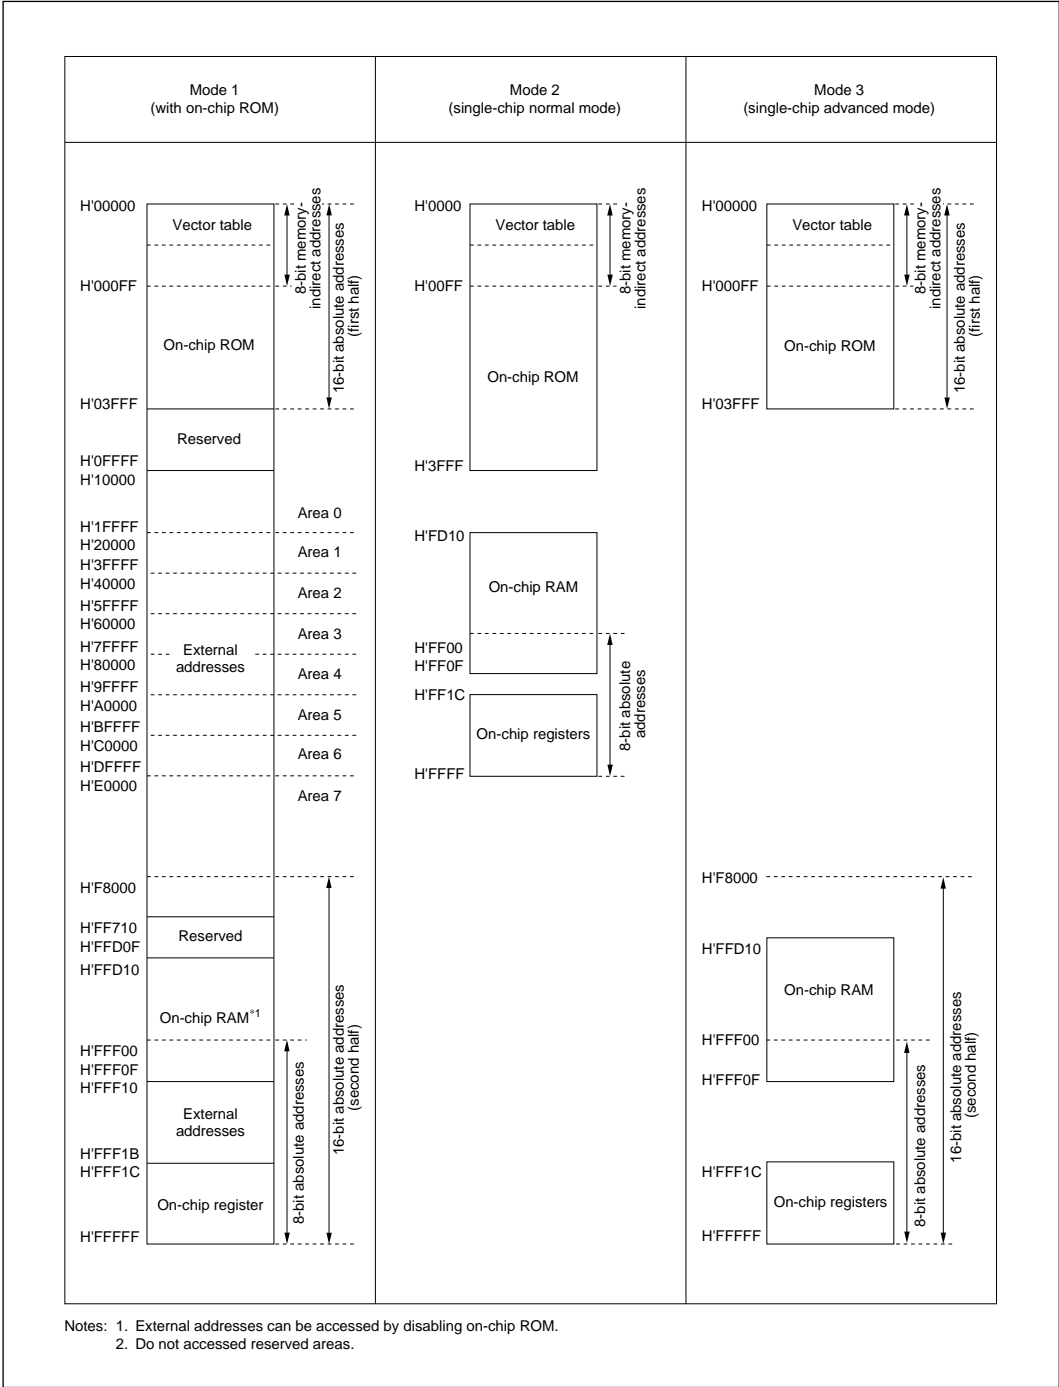 Mode 1
(with on-chip ROM)
Mode 2
(single-chip normal mode)
Mode 3
(single-chip advanced mode)
H'00000
Vector table
H'000FF
On-chip ROM
H'03FFF
Reserved
H'0FFFF
H'10000
Area 0
H'1FFFF
H'20000
Area 1
H'3FFFF
H'40000
Area 2
H'5FFFF
H'60000
Area 3
H'7FFFF
External
addresses
H'80000
Area 4
H'9FFFF
H'A0000
Area 5
H'BFFFF
H'C0000
Area 6
H'DFFFF
H'E0000
Area 7
H'F8000
H'FF710
Reserved
H'FFD0F
H'FFD10
On-chip RAM*1
H'FFF00
H'FFF0F
H'FFF10
External
addresses
H'FFF1B
H'FFF1C
On-chip register
H'FFFFF
8-bit memory-
indirect addresses
16-bit absolute addresses
(first half)
8-bit absolute addresses
16-bit absolute addresses
(second half)
H'0000
Vector table
H'00FF
On-chip ROM
H'3FFF
H'FD10
On-chip RAM
H'FF00
H'FF0F
H'FF1C
On-chip registers
H'FFFF
8-bit memory-
indirect addresses
8-bit absolute
addresses
H'00000
Vector table
H'000FF
On-chip ROM
H'03FFF
H'F8000
H'FFD10
On-chip RAM
H'FFF00
H'FFF0F
H'FFF1C
On-chip registers
H'FFFFF
8-bit memory-
indirect addresses
16-bit absolute addresses
(first half)
8-bit absolute addresses
16-bit absolute addresses
(second half)
Notes: 1. External addresses can be accessed by disabling on-chip ROM.
2. Do not accessed reserved areas.